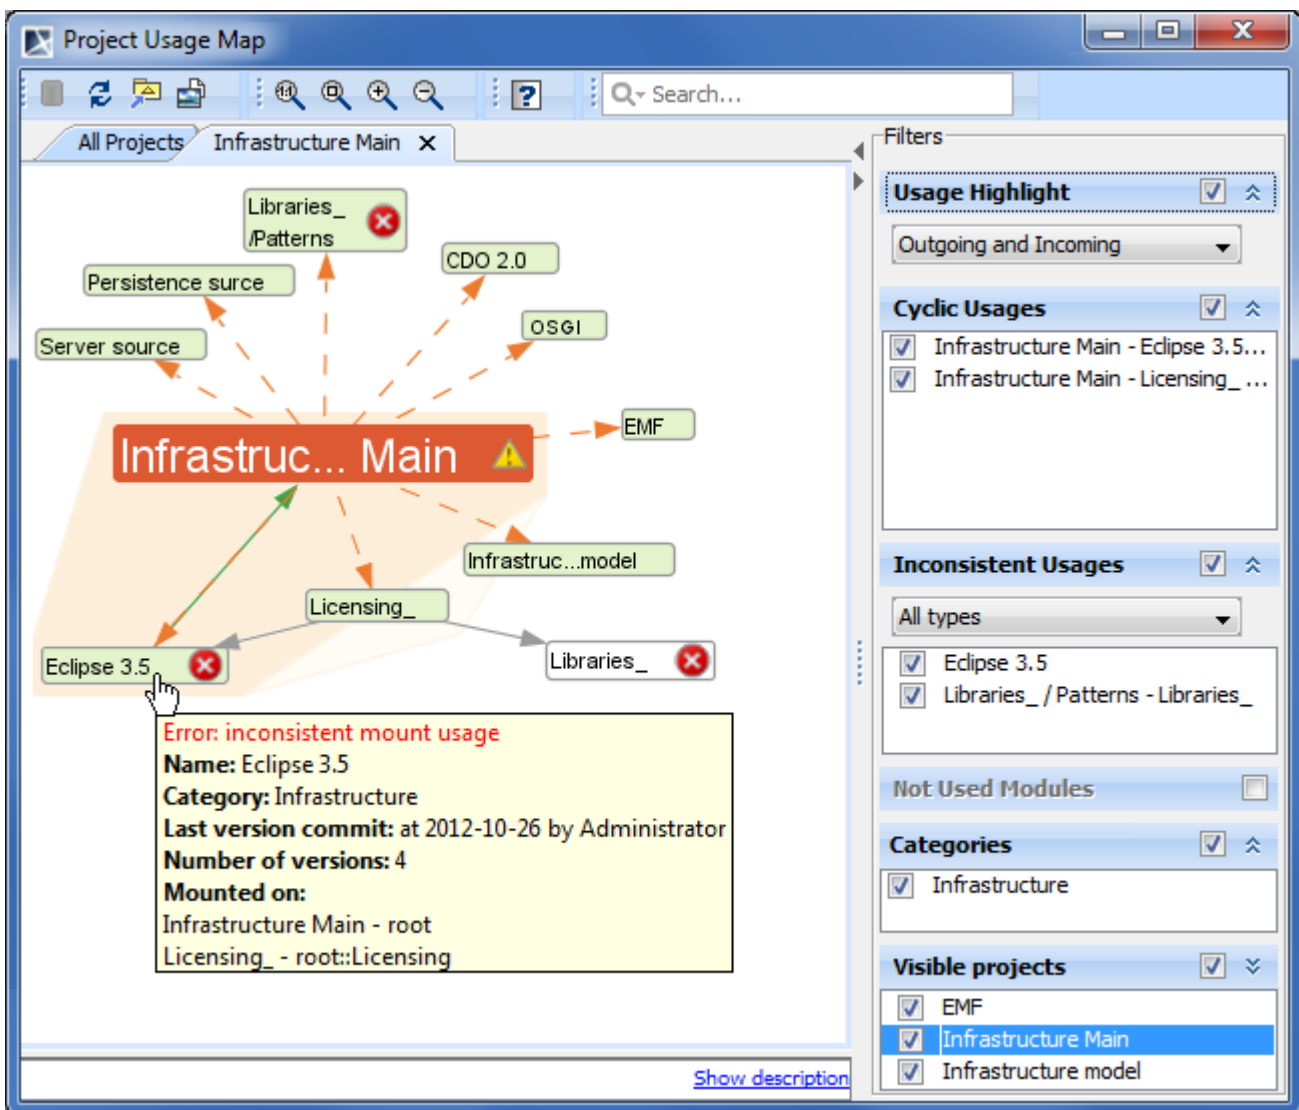 Project Usage Map
1:1
?
Search...
All Projects
Infrastructure Main
Libraries_
/Patterns
CDO 2.0
Persistence surce
OSGI
Server source
EMF
Infrastruc... Main
Infrastruc...model
Licensing_
Eclipse 3.5
Libraries_
Error: inconsistent mount usage
Name: Eclipse 3.5
Category: Infrastructure
Last version commit: at 2012-10-26 by Administrator
Number of versions: 4
Mounted on:
Infrastructure Main - root
Licensing_ - root::Licensing
Show description
Filters
Usage Highlight
Outgoing and Incoming
Cyclic Usages
Infrastructure Main - Eclipse 3.5...
Infrastructure Main - Licensing_ ...
Inconsistent Usages
All types
Eclipse 3.5
Libraries_ / Patterns - Libraries_
Not Used Modules
Categories
Infrastructure
Visible projects
EMF
Infrastructure Main
Infrastructure model